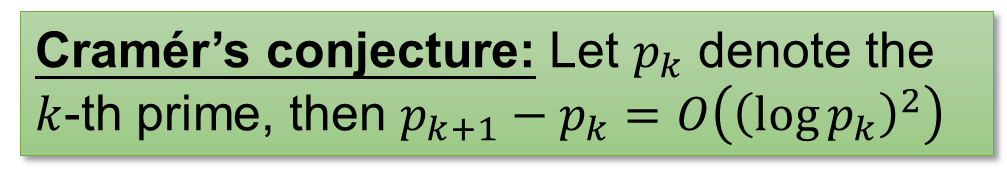 Cramér's conjecture: Let $p_k$ denote the
$k$-th prime, then $p_{k+1} - p_k = O((\log p_k)^2)$